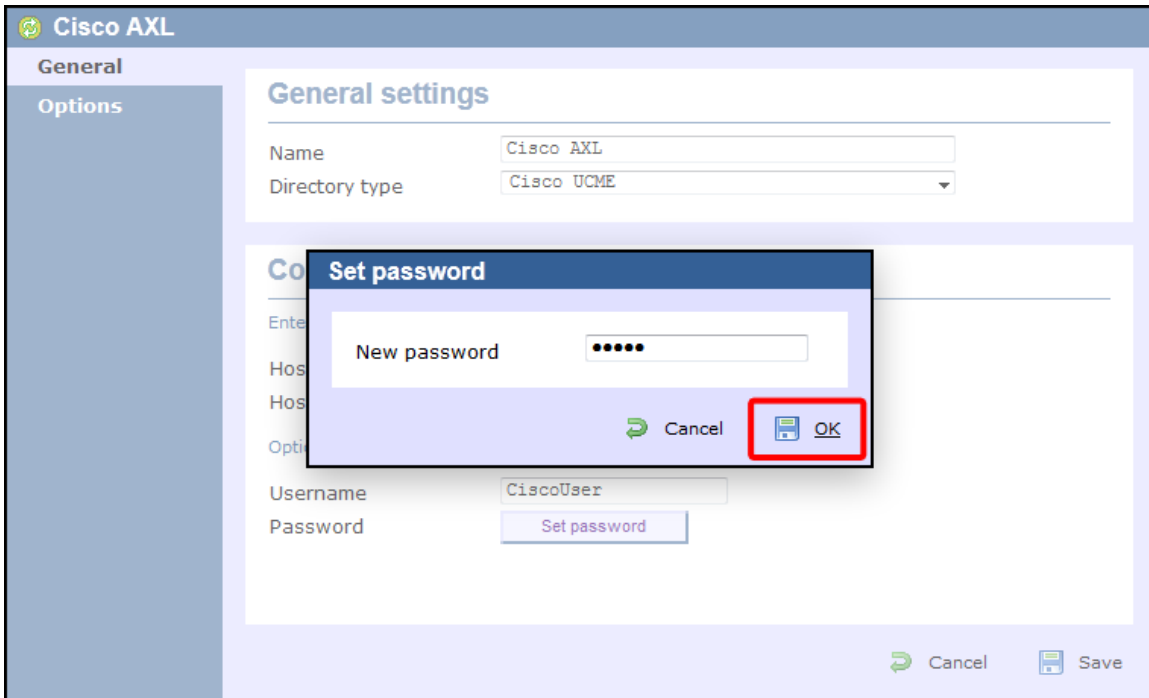 Cisco AXL
General
Options
General settings
Name Cisco AXL
Directory type Cisco UCME
Co
Set password
Ente
New password •••••
Hos
Hos
Cancel OK
Opti
Username CiscoUser
Password Set password
Cancel Save